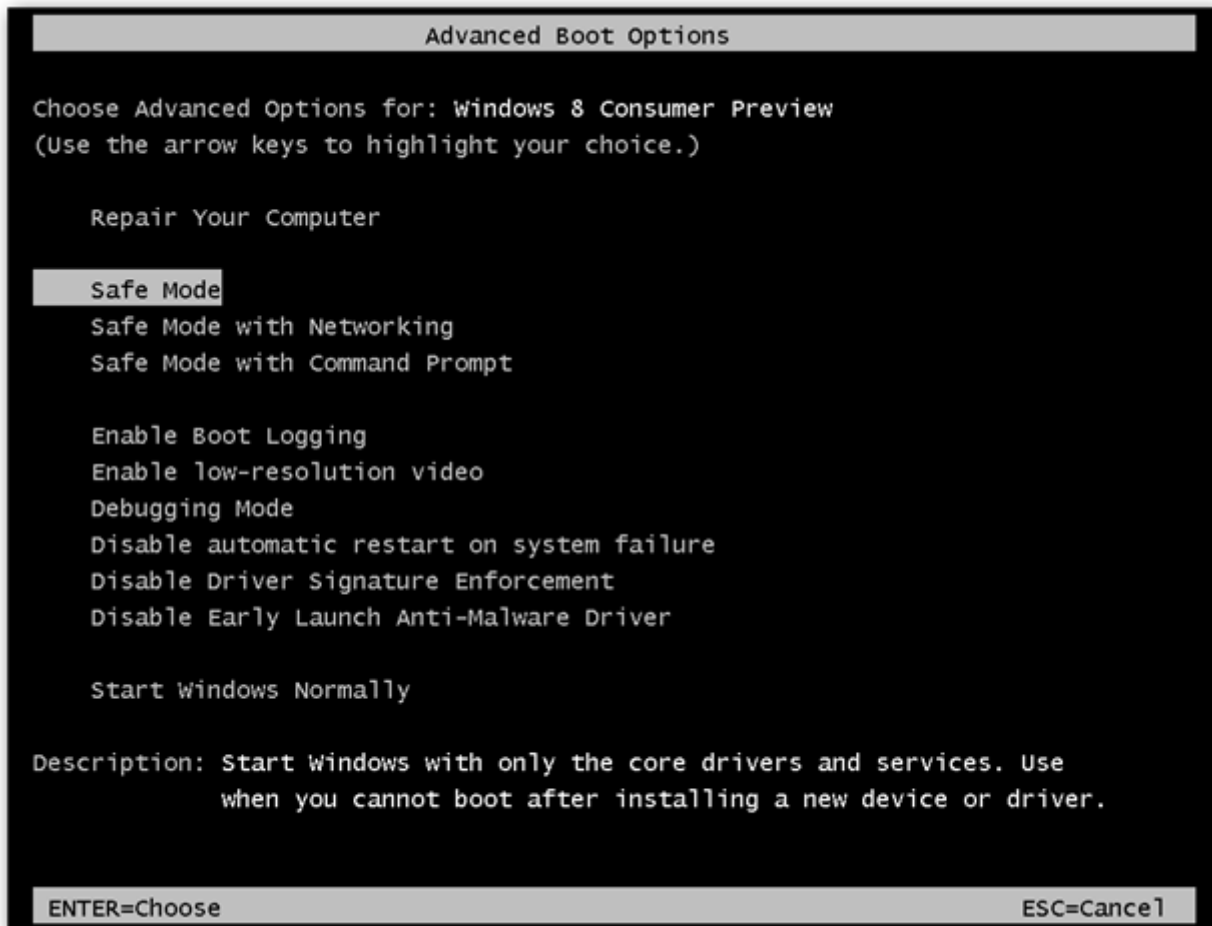 Advanced Boot Options
Choose Advanced Options for: Windows 8 Consumer Preview
(Use the arrow keys to highlight your choice.)
Repair Your Computer
Safe Mode
Safe Mode with Networking
Safe Mode with Command Prompt
Enable Boot Logging
Enable low-resolution video
Debugging Mode
Disable automatic restart on system failure
Disable Driver Signature Enforcement
Disable Early Launch Anti-Malware Driver
Start Windows Normally
Description: Start Windows with only the core drivers and services. Use
when you cannot boot after installing a new device or driver.
ENTER=Choose ESC=Cancel